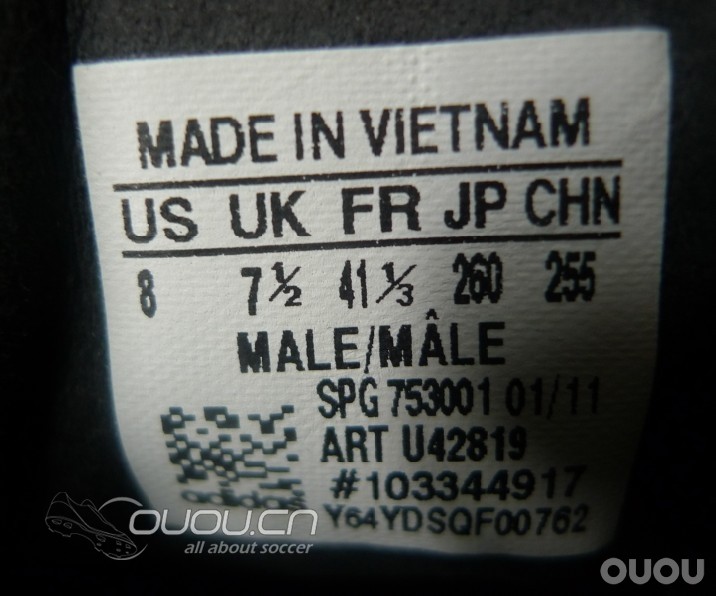 MADE IN VIETNAM
US UK FR JP CHN
8 7½ 41⅓ 260 255
MALE/MÂLE
SPG 753001 01/11
ART U42819
#103344917
Y64YDSQF00762
ouou.cn
all about soccer
OUOU